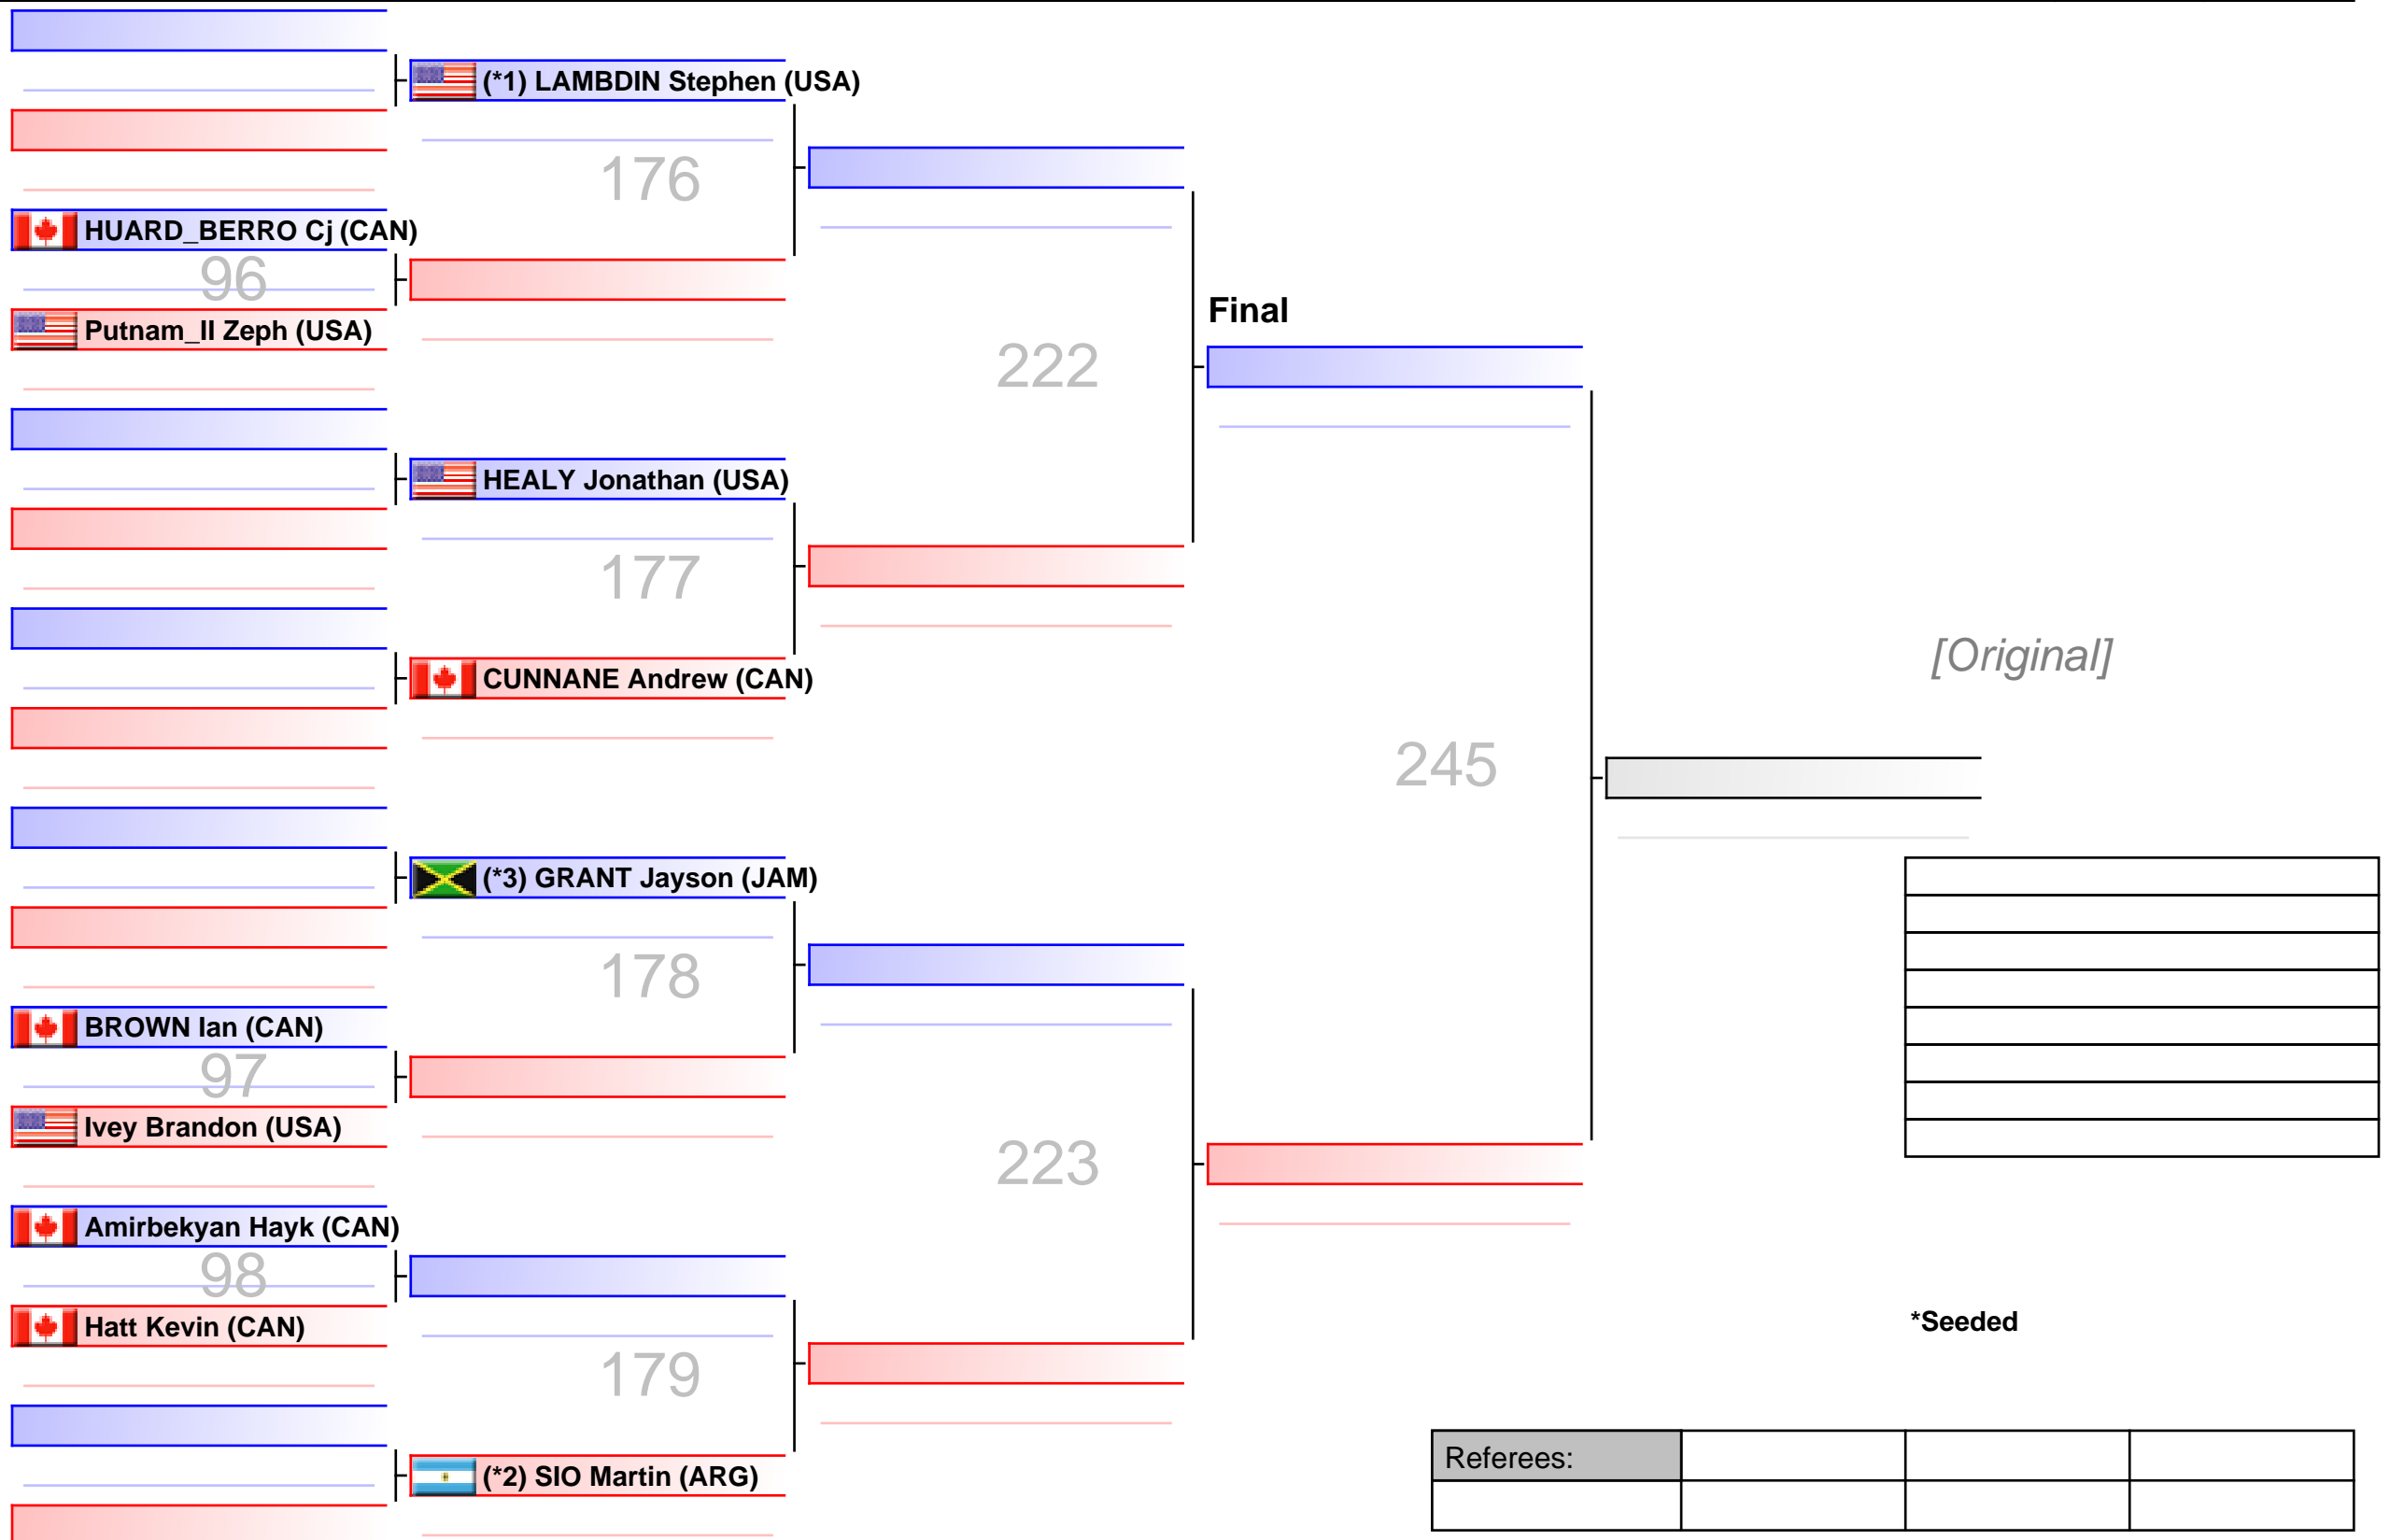 (*1) LAMBDIN Stephen (USA)
176
HUARD_BERRO Cj (CAN)
96
Putnam_II Zeph (USA)
Final
222
HEALY Jonathan (USA)
177
CUNNANE Andrew (CAN)
[Original]
245
(*3) GRANT Jayson (JAM)
178
BROWN Ian (CAN)
97
Ivey Brandon (USA)
223
Amirbekyan Hayk (CAN)
98
Hatt Kevin (CAN)
*Seeded
179
Referees:
(*2) SIO Martin (ARG)